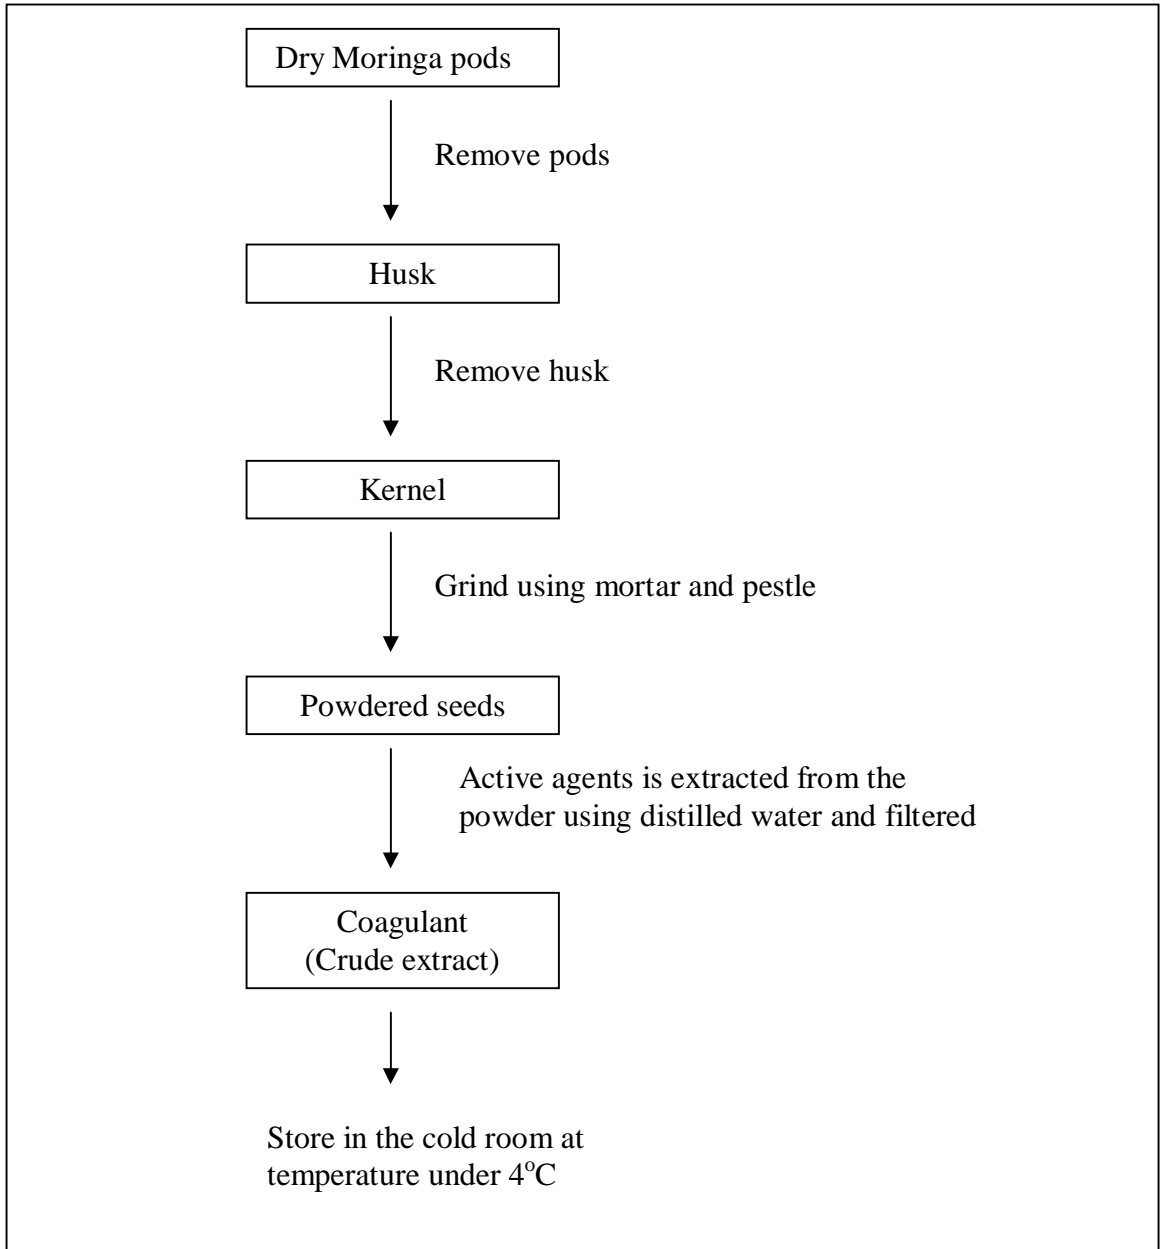 Dry Moringa pods
Remove pods
Husk
Remove husk
Kernel
Grind using mortar and pestle
Powdered seeds
Active agents is extracted from the
powder using distilled water and filtered
Coagulant
(Crude extract)
Store in the cold room at
temperature under 4°C